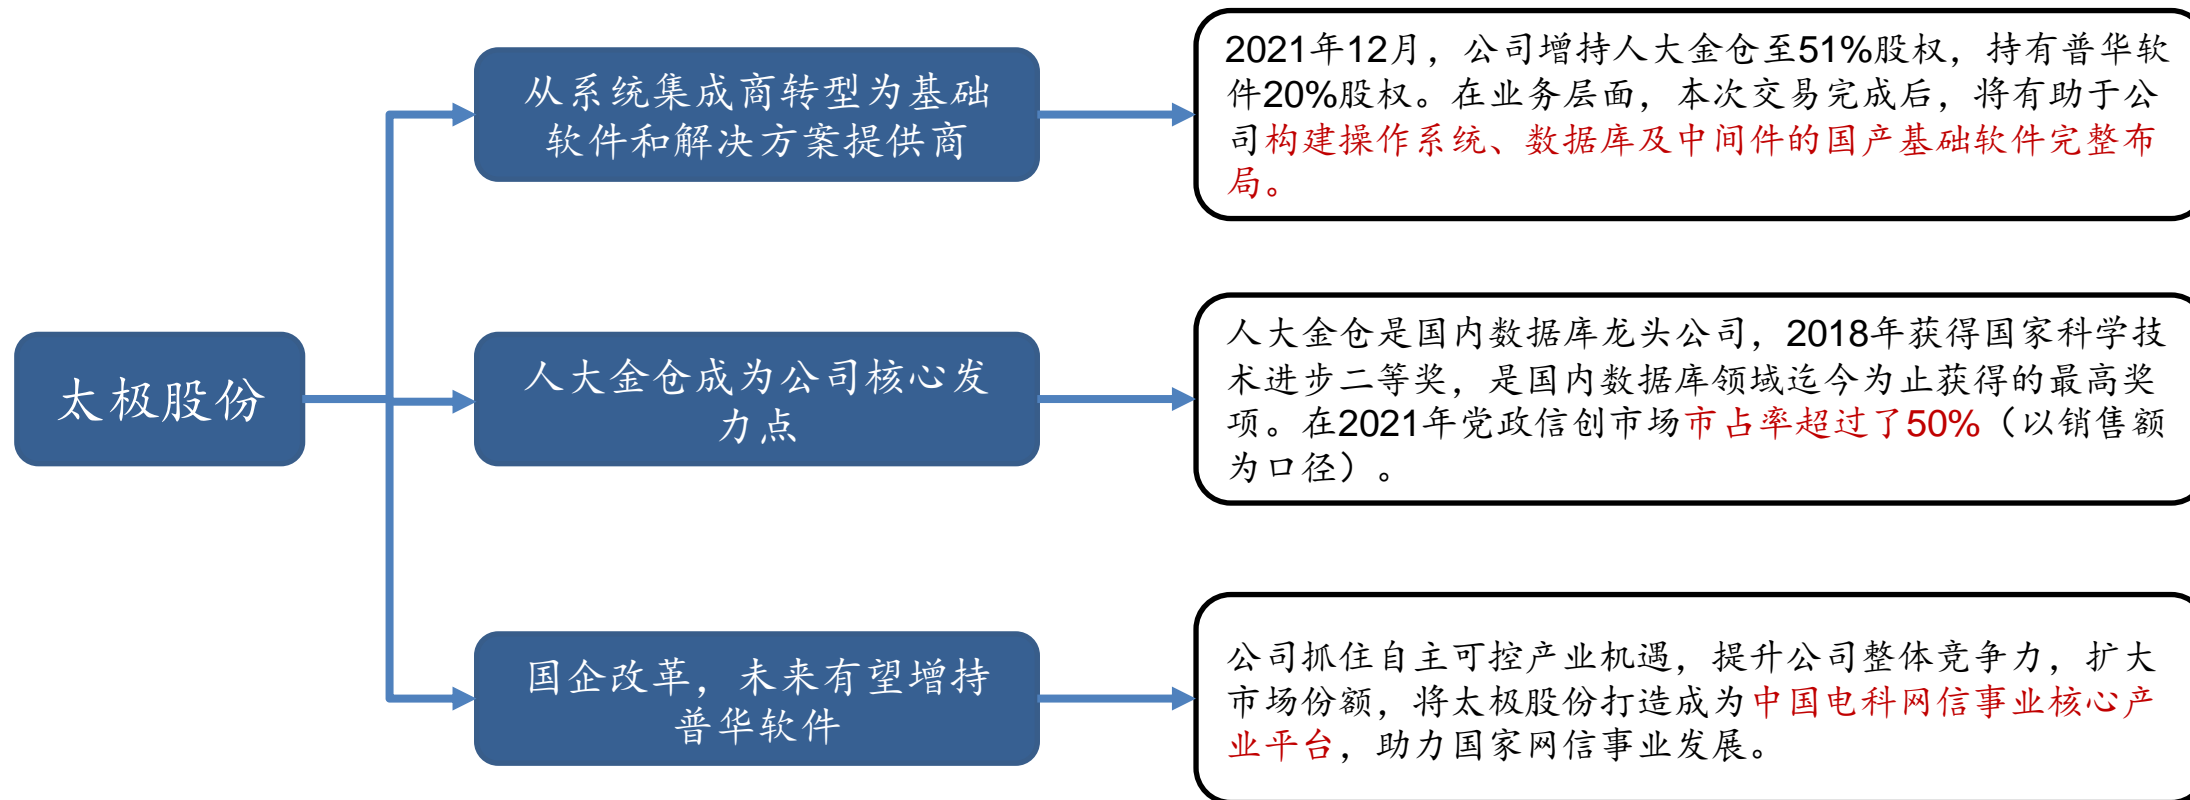 太极股份
从系统集成商转型为基础
软件和解决方案提供商
2021年12月，公司增持人大金仓至51%股权，持有普华软
件20%股权。在业务层面，本次交易完成后，将有助于公
司构建操作系统、数据库及中间件的国产基础软件完整布
局。
人大金仓成为公司核心发
力点
人大金仓是国内数据库龙头公司，2018年获得国家科学技
术进步二等奖，是国内数据库领域迄今为止获得的最高奖
项。在2021年党政信创市场市占率超过了50%（以销售额
为口径）。
国企改革，未来有望增持
普华软件
公司抓住自主可控产业机遇，提升公司整体竞争力，扩大
市场份额，将太极股份打造成为中国电科网信事业核心产
业平台，助力国家网信事业发展。